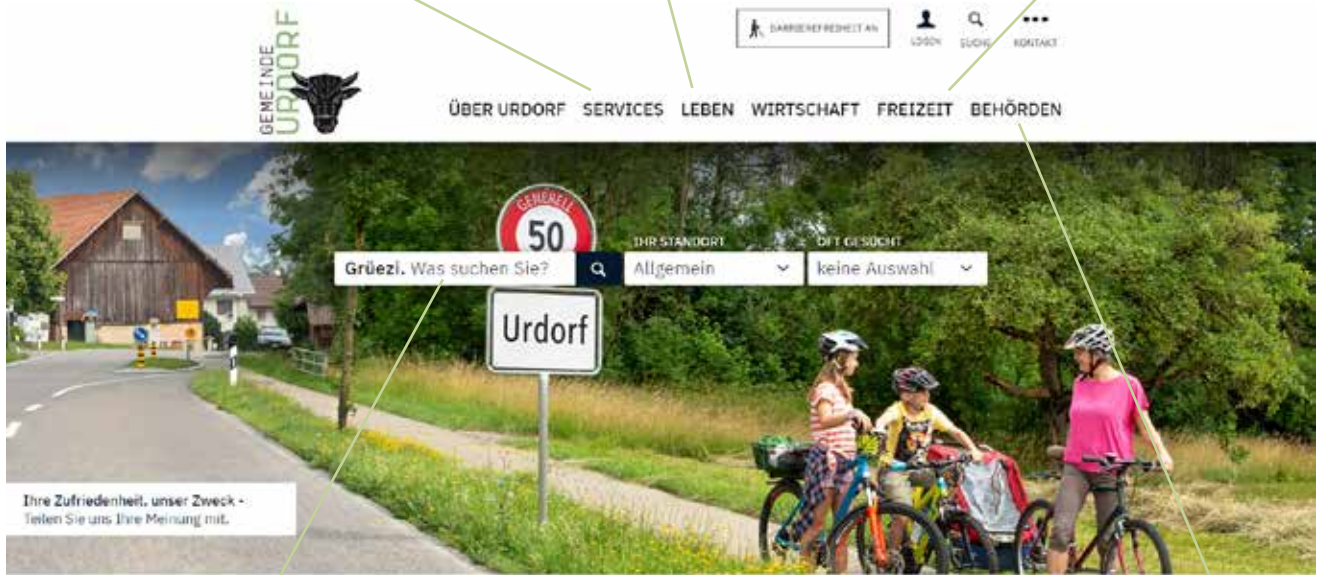 GEMEINDE
URDORF
BARRIEREFREIHEIT AN
LOGIN
SUCHE
KONTAKT
ÜBER URDORF SERVICES LEBEN WIRTSCHAFT FREIZEIT BEHÖRDEN
GENERELL
50
IHR STANDORT
OFT GESUCHT
Grüezi. Was suchen Sie?
Allgemein
keine Auswahl
Urdorf
Ihre Zufriedenheit, unser Zweck -
Teilen Sie uns Ihre Meinung mit.